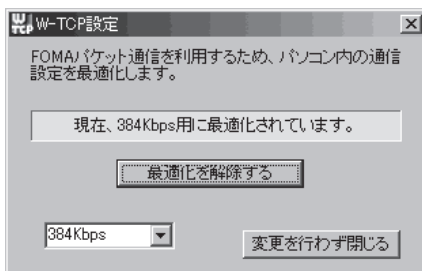 W-TCP設定
FOMAパケット通信を利用するため、パソコン内の通信
設定を最適化します。
現在、384Kbps用に最適化されています。
最適化を解除する
384Kbps
変更を行わず閉じる